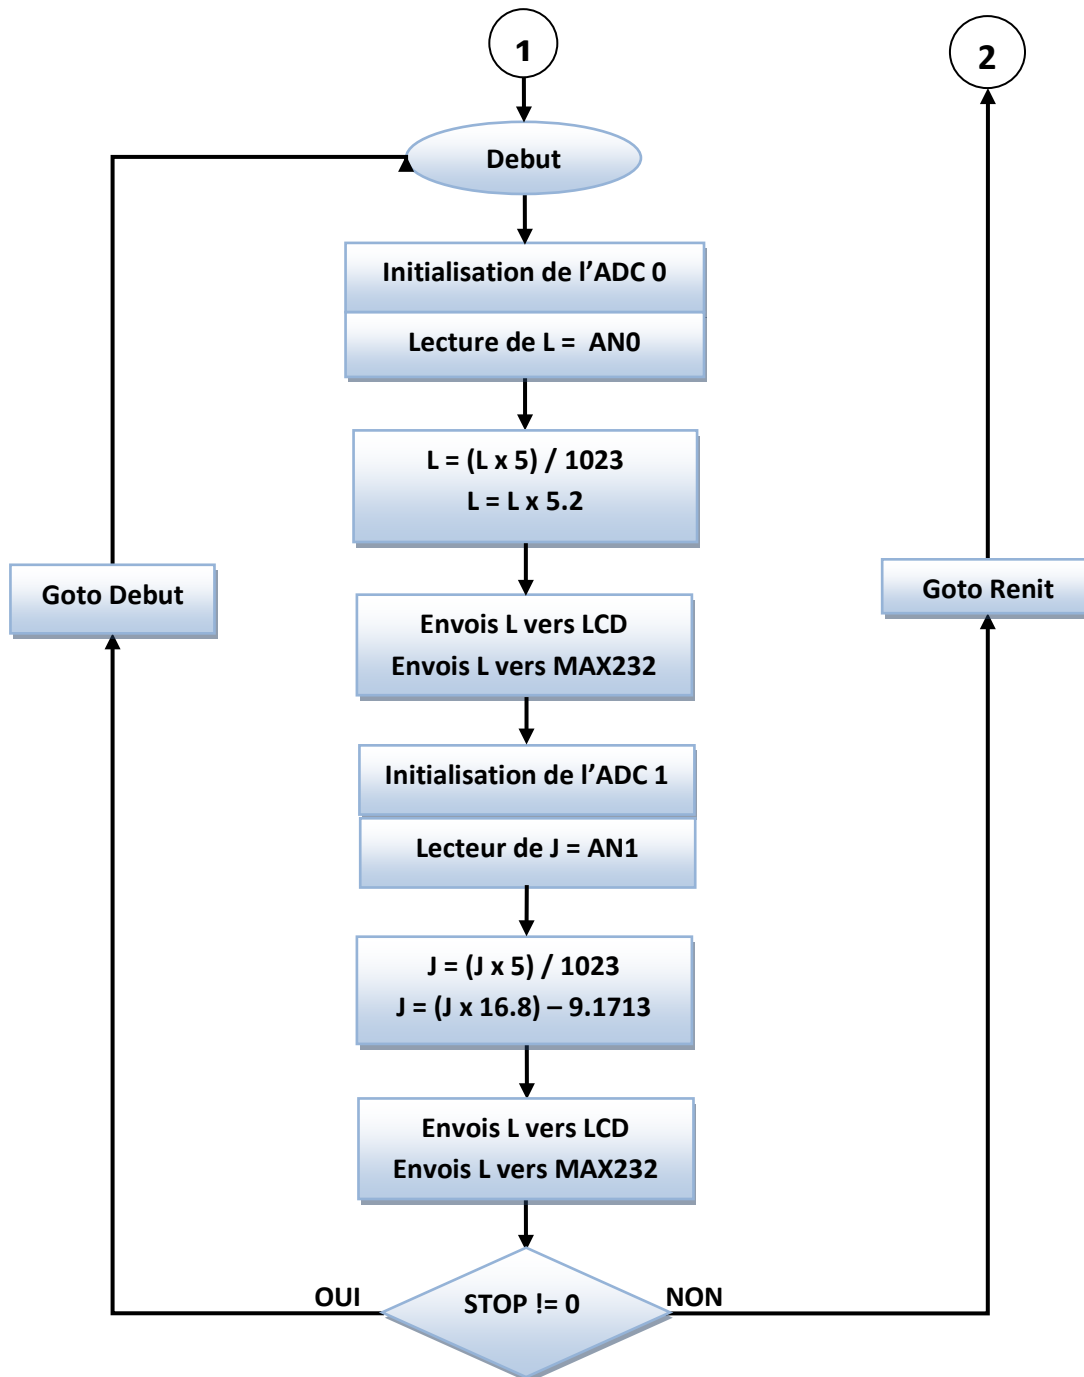 1
2
Debut
Initialisation de l’ADC 0
Lecture de L =  AN0
L = (L x 5) / 1023
L = L x 5.2
Goto Debut
Goto Renit
Envois L vers LCD
Envois L vers MAX232
Initialisation de l’ADC 1
Lecteur de J = AN1
J = (J x 5) / 1023
J = (J x 16.8) – 9.1713
Envois L vers LCD
Envois L vers MAX232
OUI
STOP != 0
NON